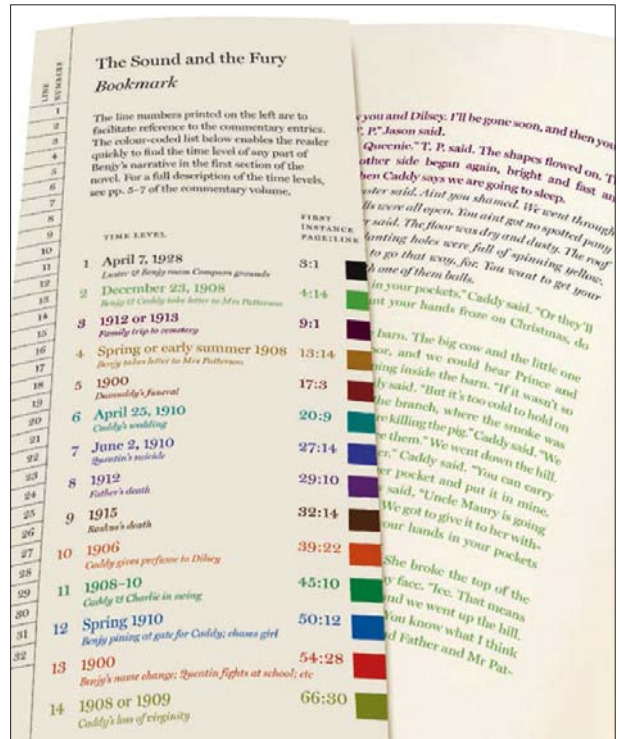 LINE
NUMBERS
1
2
3
4
5
6
7
8
9
10
11
12
13
14
15
16
17
18
19
20
21
22
23
24
25
26
27
28
29
30
31
32
The Sound and the Fury
Bookmark
The line numbers printed on the left are to
facilitate reference to the commentary entries.
The colour-coded list below enables the reader
quickly to find the time level of any part of
Benjy's narrative in the first section of the
novel. For a full description of the time levels,
see pp. 5–7 of the commentary volume.
TIME LEVEL
FIRST
INSTANCE
PAGE:LINE
1 April 7, 1928 3:1
Luster & Benjy roam Compson grounds
2 December 23, 1908 4:14
Benjy & Caddy take letter to Mrs Patterson
3 1912 or 1913 9:1
Family trip to cemetery
4 Spring or early summer 1908 13:14
Benjy takes letter to Mrs Patterson
5 1900 17:3
Damuddy's funeral
6 April 25, 1910 20:9
Caddy's wedding
7 June 2, 1910 27:14
Quentin's suicide
8 1912 29:10
Father's death
9 1915 32:14
Roskus's death
10 1906 39:22
Caddy gives perfume to Dilsey
11 1908–10 45:10
Caddy & Charlie in swing
12 Spring 1910 50:12
Benjy pining at gate for Caddy; chases girl
13 1900 54:28
Benjy's name change; Quentin fights at school; etc
14 1908 or 1909 66:30
Caddy's loss of virginity
you and Dilsey. I'll be gone soon, and then you
P." Jason said.
Queenie." T. P. said. The shapes flowed on. T
other side began again, bright and fast an
hen Caddy says we are going to sleep.
ster said. Aint you shamed. We went through
lls were all open. You aint got no spotted pony
said. The floor was dry and dusty. The roof
lanting holes were full of spinning yellow.
to go that way, for. You want to get your
h one of them balls.
in your pockets." Caddy said, "Or they'll
nt your hands froze on Christmas, do
barn. The big cow and the little one
or, and we could hear Prince and
ing inside the barn. "If it wasn't so
dy said. "But it's too cold to hold on
the branch, where the smoke was
re killing the pig." Caddy said. "We
e them." We went down the hill.
er." Caddy said. "You can carry
er pocket and put it in mine.
said. "Uncle Maury is going
We got to give it to her with-
our hands in your pockets
She broke the top of the
y face. "Ice. That means
nd we went up the hill.
You know what I think
d Father and Mr Pat-